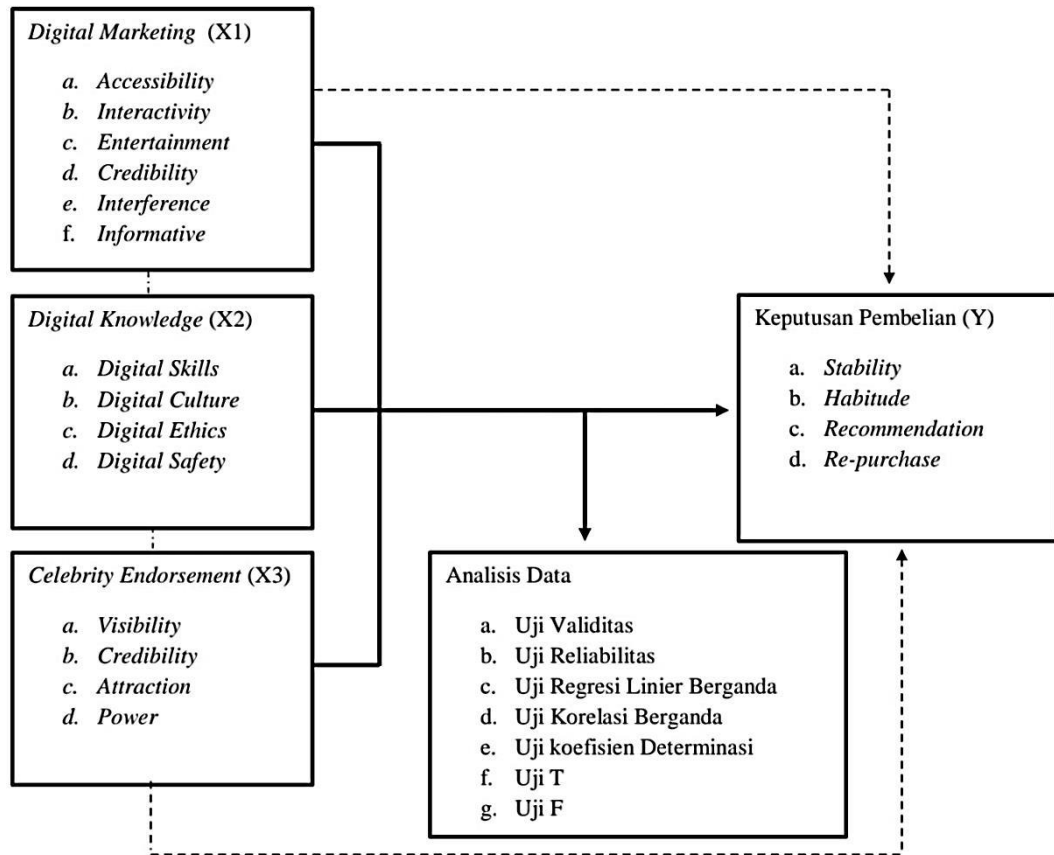 Digital Marketing (X1)
a. Accessibility
b. Interactivity
c. Entertainment
d. Credibility
e. Interference
f. Informative
Digital Knowledge (X2)
a. Digital Skills
b. Digital Culture
c. Digital Ethics
d. Digital Safety
Celebrity Endorsement (X3)
a. Visibility
b. Credibility
c. Attraction
d. Power
Keputusan Pembelian (Y)
a. Stability
b. Habitude
c. Recommendation
d. Re-purchase
Analisis Data
a. Uji Validitas
b. Uji Reliabilitas
c. Uji Regresi Linier Berganda
d. Uji Korelasi Berganda
e. Uji koefisien Determinasi
f. Uji T
g. Uji F